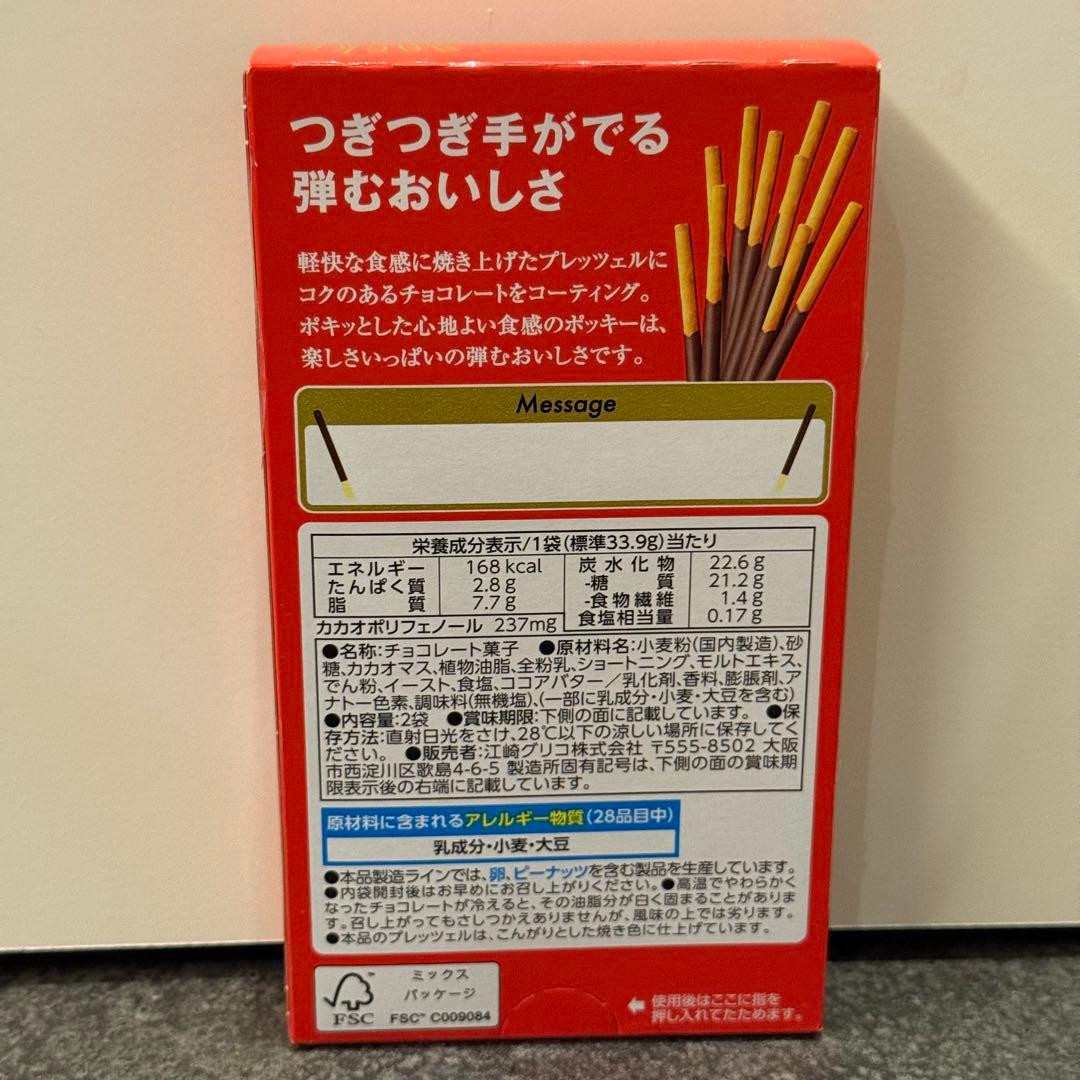 つぎつぎ手がでる
弾むおいしさ
軽快な食感に焼き上げたプレッツェルに
コクのあるチョコレートをコーティング。
ポキッとした心地よい食感のポッキーは、
楽しさいっぱいの弾むおいしさです。
Message
栄養成分表示/1袋(標準33.9g)当たり
エネルギー 168kcal 炭水化物 22.6g
たんぱく質 2.8g -糖質 21.2g
脂質 7.7g -食物繊維 1.4g
食塩相当量 0.17g
カカオポリフェノール 237mg
●名称:チョコレート菓子 ●原材料名:小麦粉(国内製造)、砂
糖、カカオマス、植物油脂、全粉乳、ショートニング、モルトエキス、
でん粉、イースト、食塩、ココアバター/乳化剤、香料、膨脹剤、ア
ナトー色素、調味料(無機塩)、(一部に乳成分・小麦・大豆を含む)
●内容量:2袋 ●賞味期限:下側の面に記載しています。 ●保
存方法:直射日光をさけ、28℃以下の涼しい場所に保存してく
ださい。 ●販売者:江崎グリコ株式会社 〒555-8502 大阪
市西淀川区歌島4-6-5 製造所固有記号は、下側の面の賞味期
限表示後の右端に記載しています。
原材料に含まれるアレルギー物質(28品目中)
乳成分・小麦・大豆
●本品製造ラインでは、卵、ピーナッツを含む製品を生産しています。
●内袋開封後はお早めにお召し上がりください。●高温でやわらかく
なったチョコレートが冷えると、その油脂分が白く固まることがありま
す。召し上がってもさしつかえありませんが、風味の上では劣ります。
●本品のプレッツェルは、こんがりとした焼き色に仕上げています。
ミックス
パッケージ
FSC™ C009084
FSC
使用後はここに指を
押し入れてたためます。